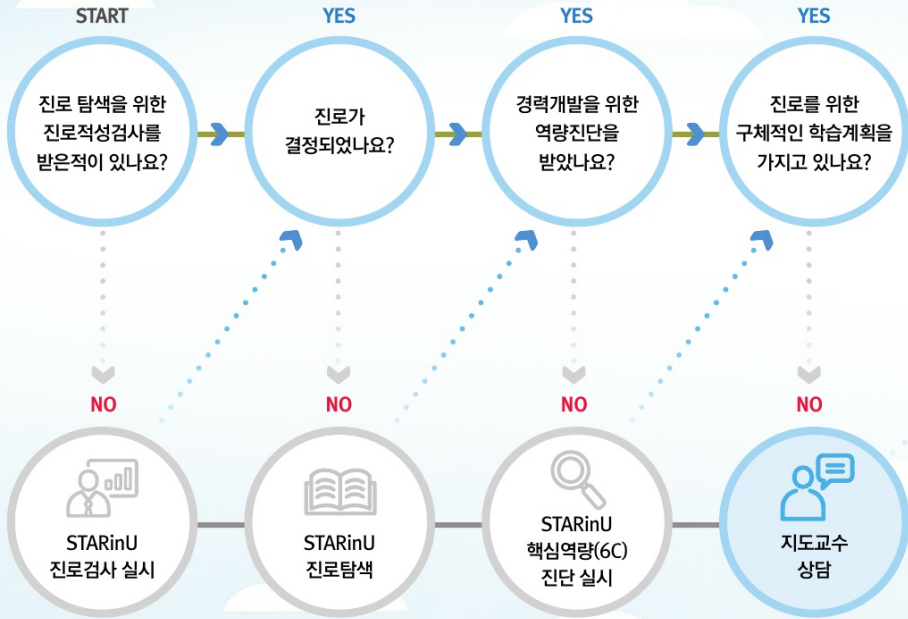 START
YES
YES
YES
진로 탐색을 위한
진로적성검사를
받은적이 있나요?
진로가
결정되었나요?
경력개발을 위한
역량진단을
받았나요?
진로를 위한
구체적인 학습계획을
가지고 있나요?
NO
NO
NO
NO
STARinU
진로검사 실시
STARinU
진로탐색
STARinU
핵심역량(6C)
진단 실시
지도교수
상담